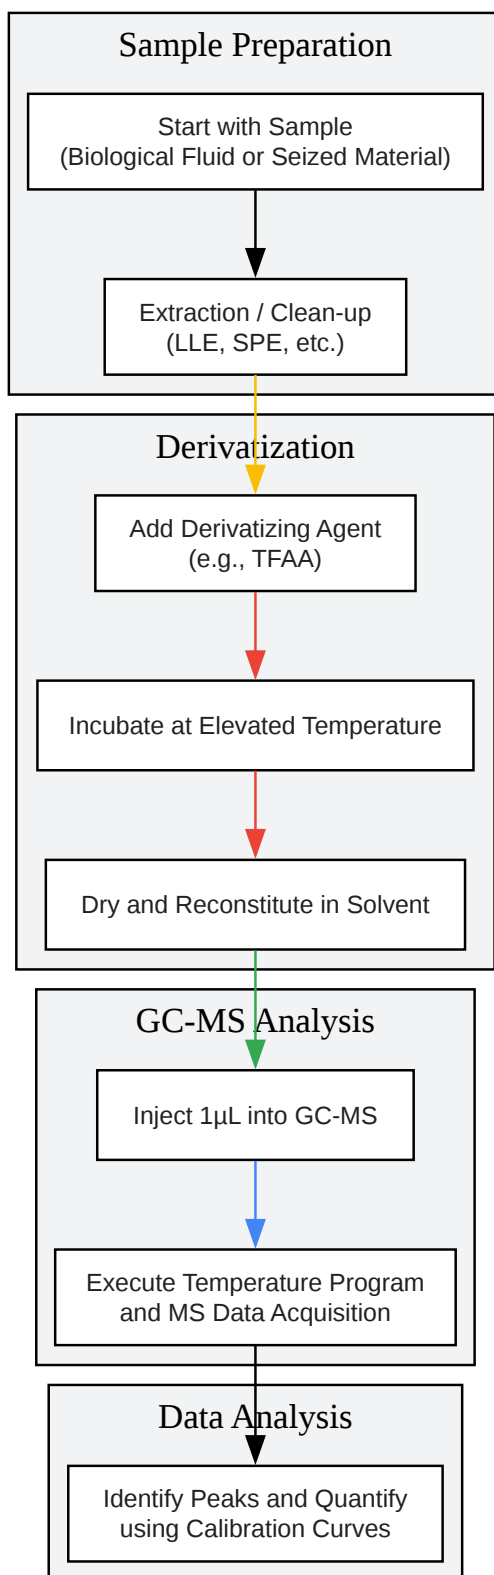 Sample Preparation
Start with Sample
(Biological Fluid or Seized Material)
Extraction / Clean-up
(LLE, SPE, etc.)
Derivatization
Add Derivatizing Agent
(e.g., TFAA)
Incubate at Elevated Temperature
Dry and Reconstitute in Solvent
GC-MS Analysis
Inject 1µL into GC-MS
Execute Temperature Program
and MS Data Acquisition
Data Analysis
Identify Peaks and Quantify
using Calibration Curves